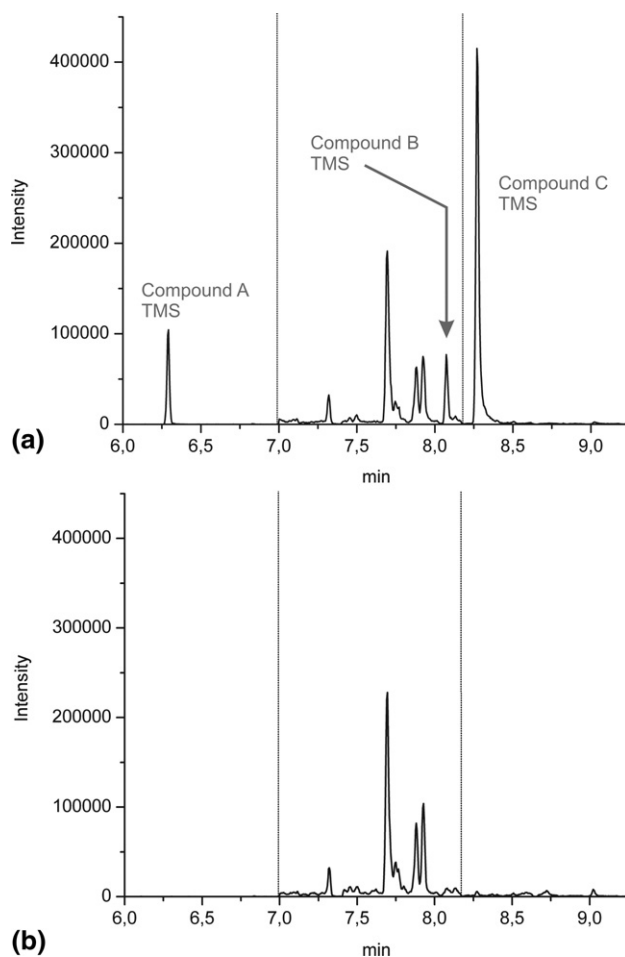 400000
300000
200000
100000
0
Intensity
Compound A
TMS
Compound B
TMS
Compound C
TMS
6,0 6,5 7,0 7,5 8,0 8,5 9,0
min
(a)
400000
300000
200000
100000
0
Intensity
6,0 6,5 7,0 7,5 8,0 8,5 9,0
min
(b)